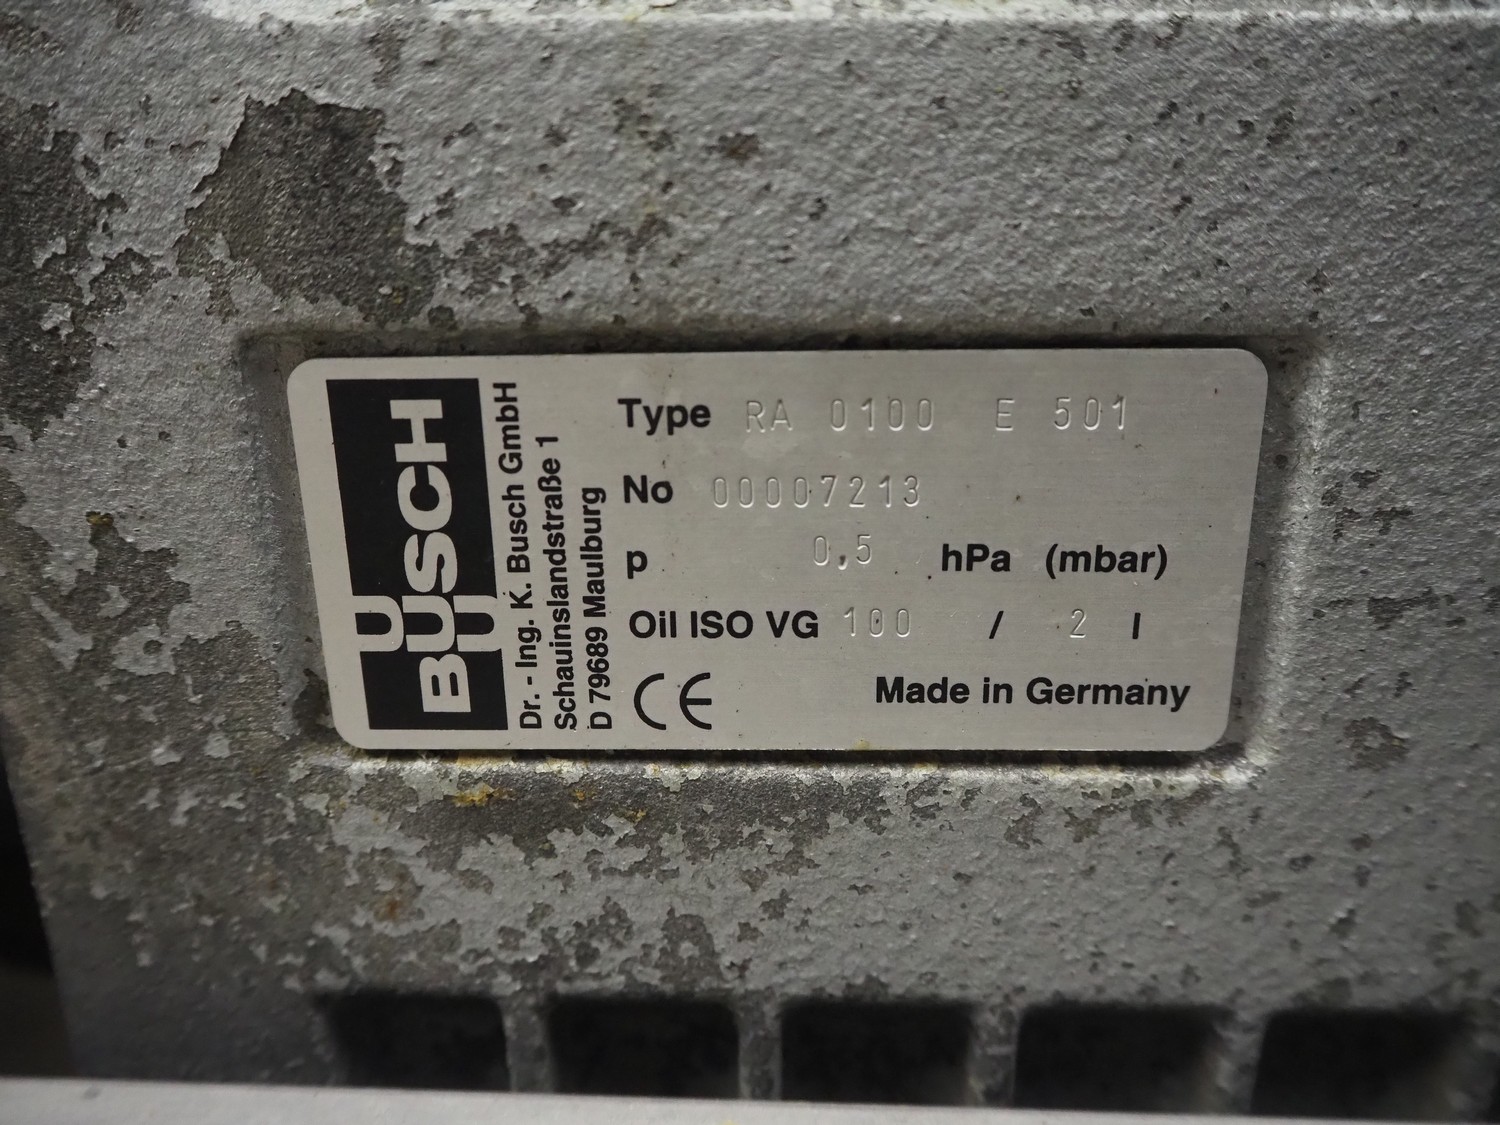 BUSCH
Dr. - Ing. K. Busch GmbH
Schauinslandstraße 1
D 79689 Maulburg
Type RA 0100 E 501
No 00007213
p 0,5 hPa (mbar)
Oil ISO VG 100 / 2 l
CE
Made in Germany